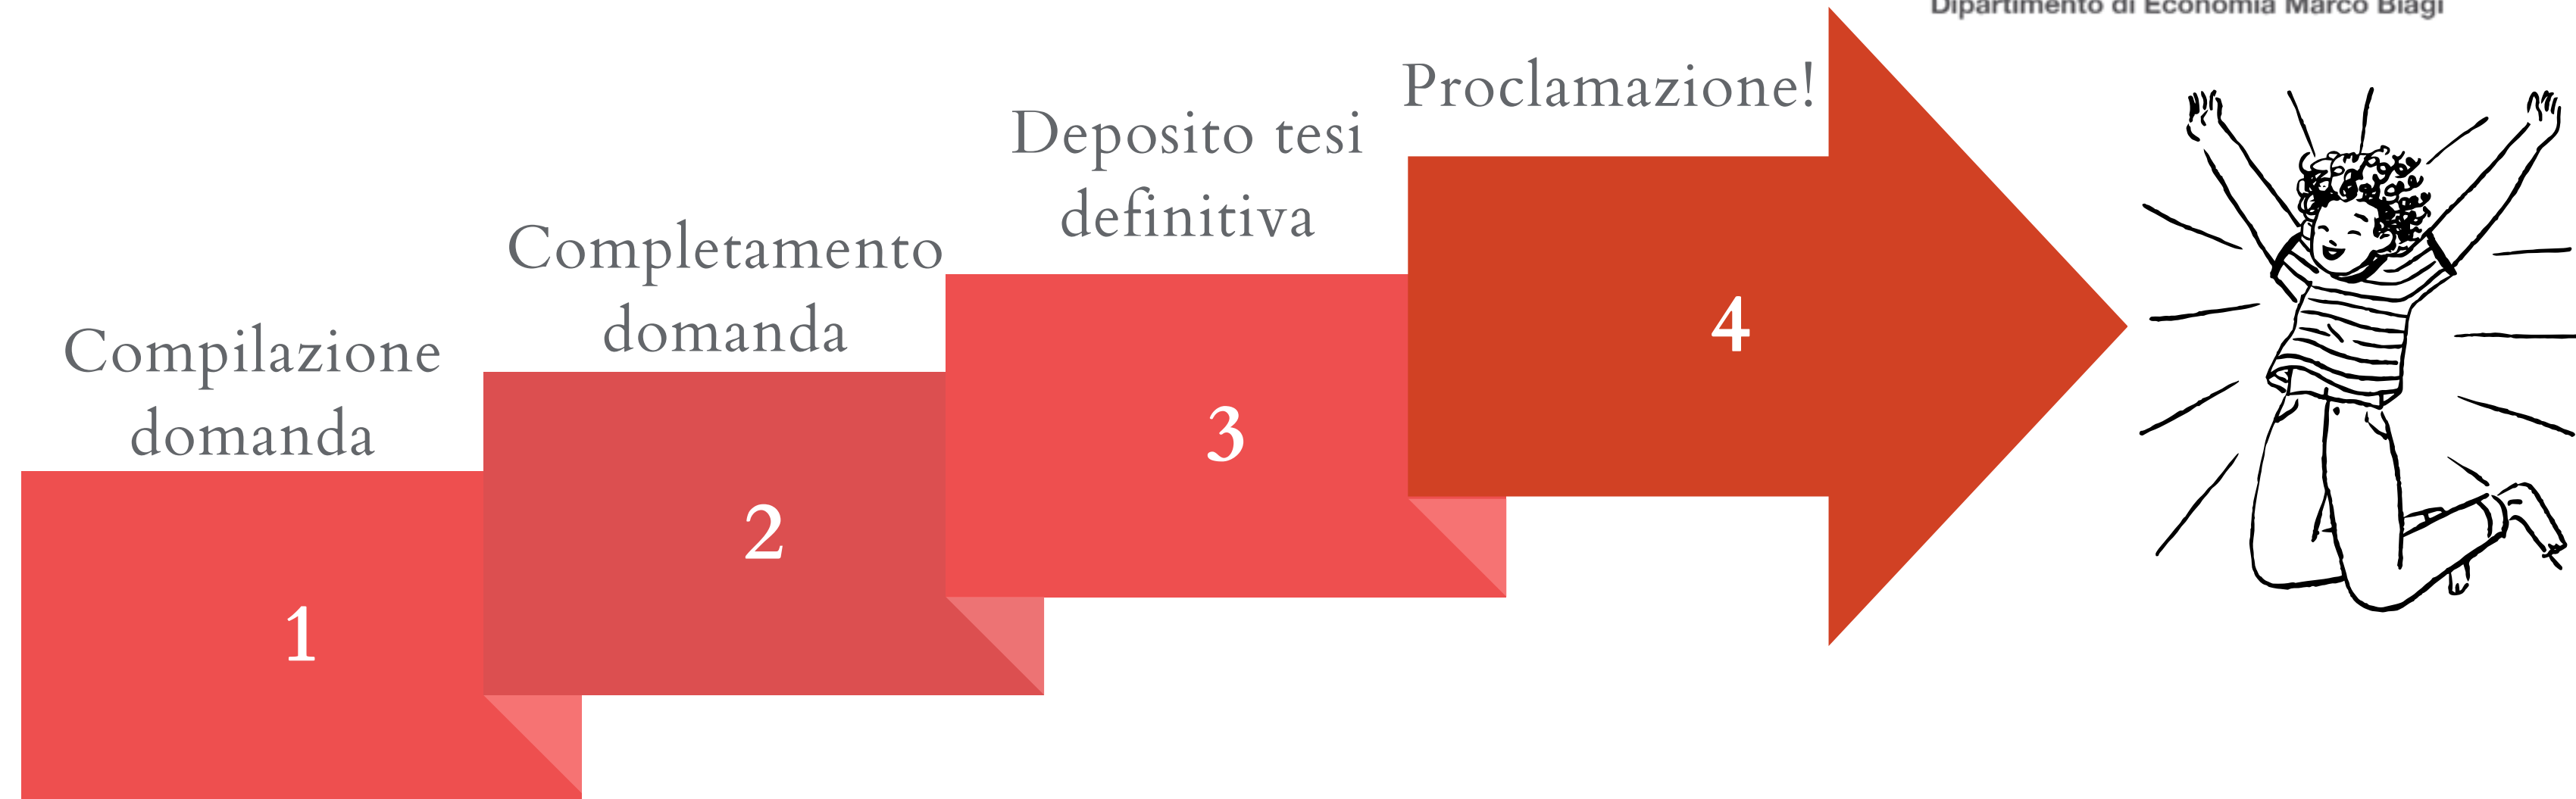 Dipartimento di Economia Marco Biagi
Proclamazione!
Deposito tesi
definitiva
Completamento
domanda
Compilazione
domanda
4
3
2
1